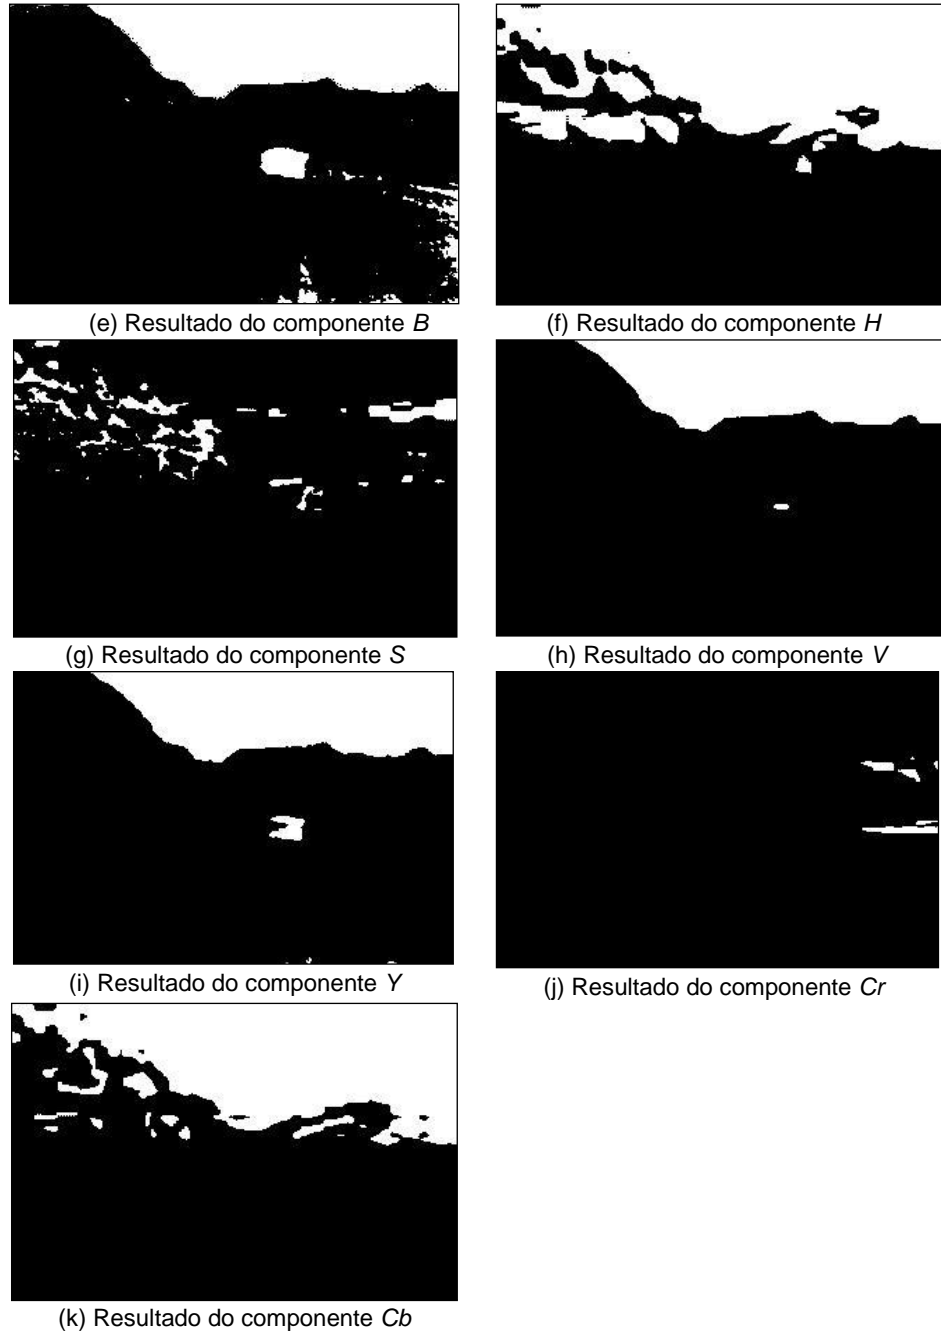 (e) Resultado do componente B
(f) Resultado do componente H
(g) Resultado do componente S
(h) Resultado do componente V
(i) Resultado do componente Y
(j) Resultado do componente Cr
(k) Resultado do componente Cb